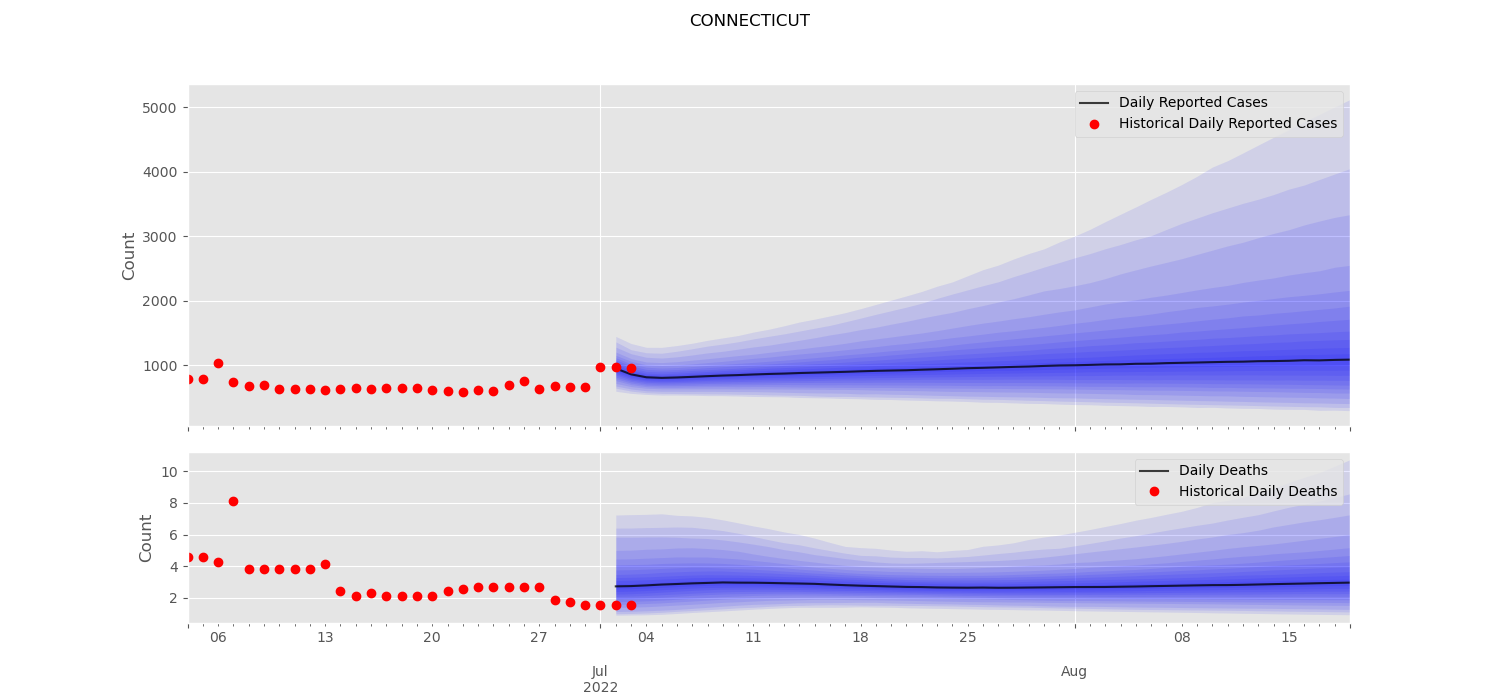 CONNECTICUT
5000
4000
3000
2000
1000
Count
Daily Reported Cases
Historical Daily Reported Cases
10
8
6
4
2
Count
Daily Deaths
Historical Daily Deaths
06 13 20 27 04 11 18 25 08 15
Jul Aug
2022